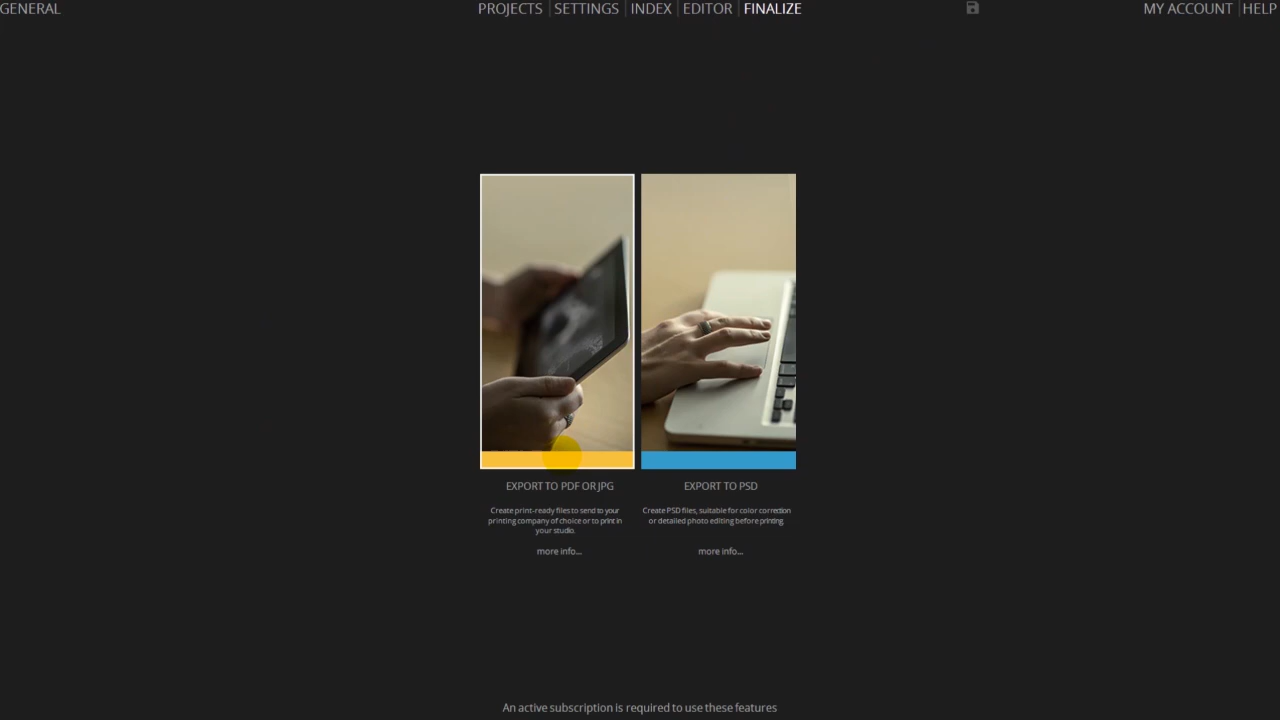 GENERAL
PROJECTS
SETTINGS
INDEX
EDITOR
FINALIZE
MY ACCOUNT
HELP
EXPORT TO PDF OR JPG
Create print-ready files to send to your
printing company of choice or to print in
your studio.
more info...
EXPORT TO PSD
Create PSD files, suitable for color correction
or detailed photo editing before printing.
more info...
An active subscription is required to use these features